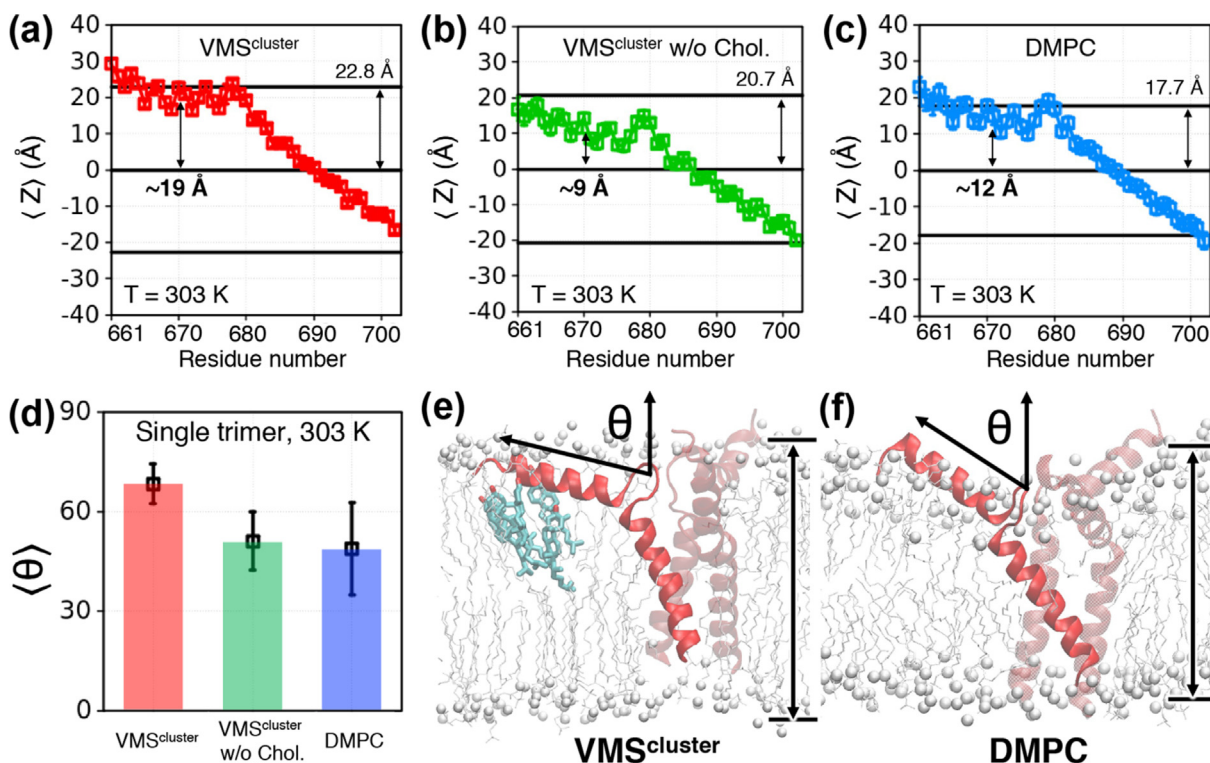 (a)
VMS^cluster
22.8 Å
~19 Å
T = 303 K
⟨ Z⟩ (Å)
40
30
20
10
0
-10
-20
-30
-40
661
670
680
690
700
Residue number
(b)
VMS^cluster w/o Chol.
20.7 Å
~9 Å
T = 303 K
⟨ Z⟩ (Å)
40
30
20
10
0
-10
-20
-30
-40
661
670
680
690
700
Residue number
(c)
DMPC
17.7 Å
~12 Å
T = 303 K
⟨ Z⟩ (Å)
40
30
20
10
0
-10
-20
-30
-40
661
670
680
690
700
Residue number
(d)
Single trimer, 303 K
⟨θ⟩
90
60
30
0
VMS^cluster
VMS^cluster
w/o Chol.
DMPC
(e)
θ
VMS^cluster
(f)
θ
DMPC